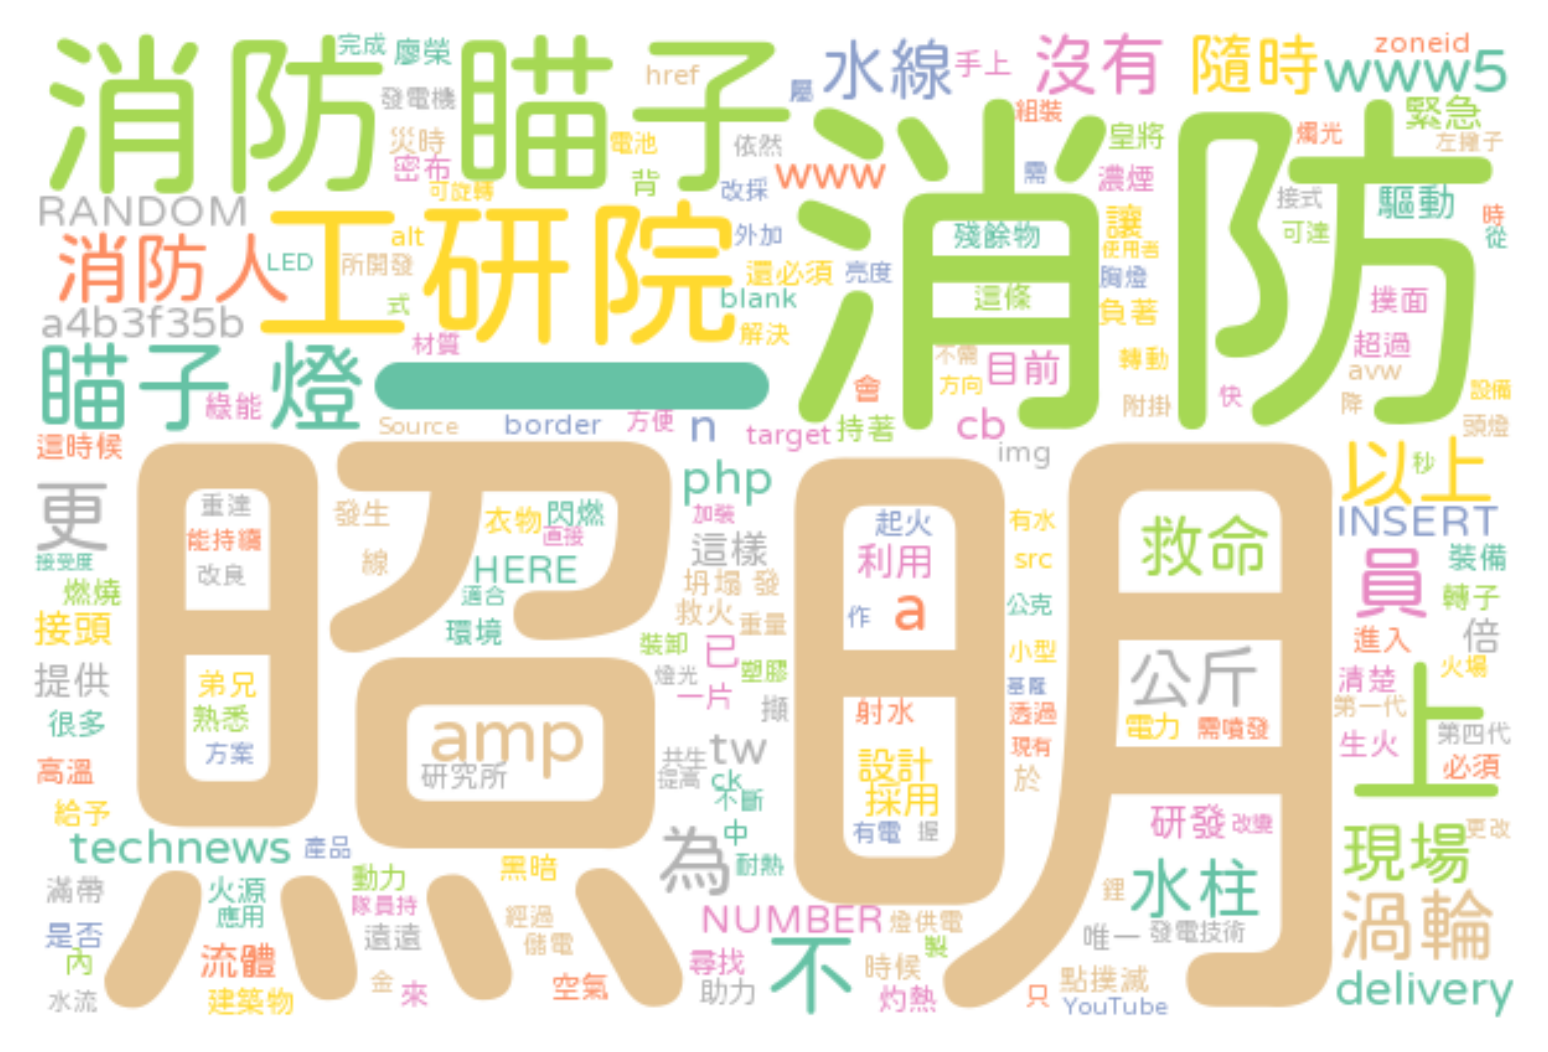 消防瞄子
完成
廖榮
發電機
href
災時
密布
可旋轉
電池
背
依然
改採
www
屬
水線
手上
沒有
隨時
zoneid
www5
組裝
皇將
燭光
緊急
左撇子
需
濃煙
接式
可達
驅動
時
從
RANDOM
消防人
LED
alt
所開發
式
工研院
外加
還必須
亮度
blank
解決
消防
殘餘物
這條
讓
使用者
胸燈
負著
撲面
a4b3f35b
材質
瞄子
燈
綠能
一
不需
方向
目前
轉動
超過
avw
設備
會
附掛
快
降
頭燈
Source
border
方便
n
target
持著
cb
img
這時候
更
接受度
燃燒
接頭
提供
很多
高溫
給予
照明
重達
能持續
改良
發生
線
衣物
閃燃
直接
HERE
適合
環境
弟兄
熟悉
方案
amp
研究所
php
加裝
這樣
坍塌
發
救火
重量
裝卸
已
塑膠
燈光
一片
擷
共生
tw
提高
ck
不斷
中
為
耐熱
起火
利用
作
a
射水
設計
採用
有電
握
有水
src
公克
小型
基隆
透過
現有
於
救命
公斤
電力
需噴發
研發
改變
鋰
水柱
唯一
發電技術
以上
秒
INSERT
員
裝備
轉子
進入
倍
清楚
火場
第一代
上
生火
第四代
必須
現場
更改
渦輪
delivery
technews
產品
滿帶
火源
應用
是否
內
流體
水流
建築物
動力
隊員持
遠遠
金
來
黑暗
經過
儲電
空氣
NUMBER
燈供電
尋找
助力
不
時候
製
灼熱
只
點撲滅
YouTube